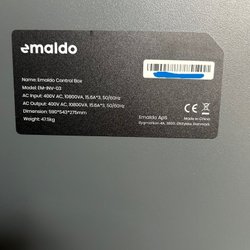 emaldo
Name: Emaldo Control Box
Model: EM-INV-03
AC Input: 400V AC, 10800VA, 15.6A*3, 50/60Hz
AC Output: 400V AC, 10800VA, 15.6A*3, 50/60Hz
Dimension: 590*543*275mm
Weight: 47.5kg
Emaldo ApS
Made in China